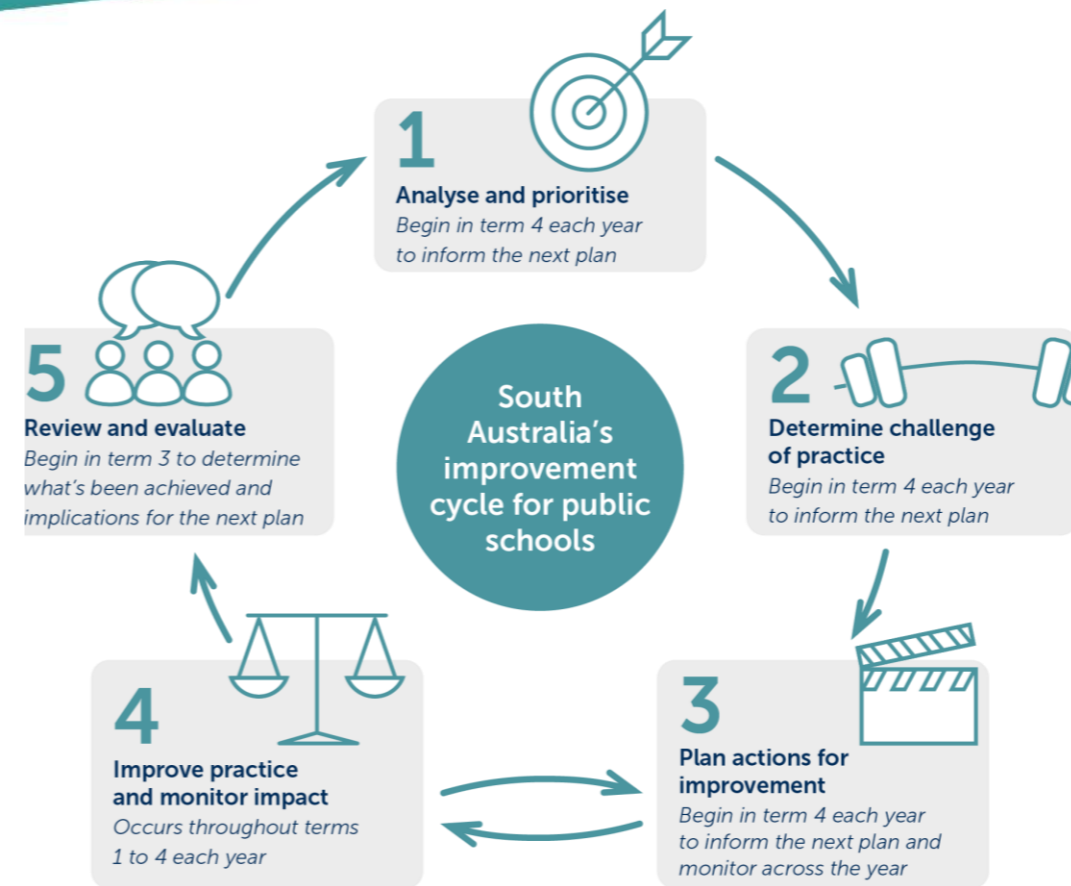 1
Analyse and prioritise
Begin in term 4 each year
to inform the next plan
2
Determine challenge
of practice
Begin in term 4 each year
to inform the next plan
3
Plan actions for
improvement
Begin in term 4 each year
to inform the next plan and
monitor across the year
4
Improve practice
and monitor impact
Occurs throughout terms
1 to 4 each year
5
Review and evaluate
Begin in term 3 to determine
what's been achieved and
implications for the next plan
South
Australia's
improvement
cycle for public
schools